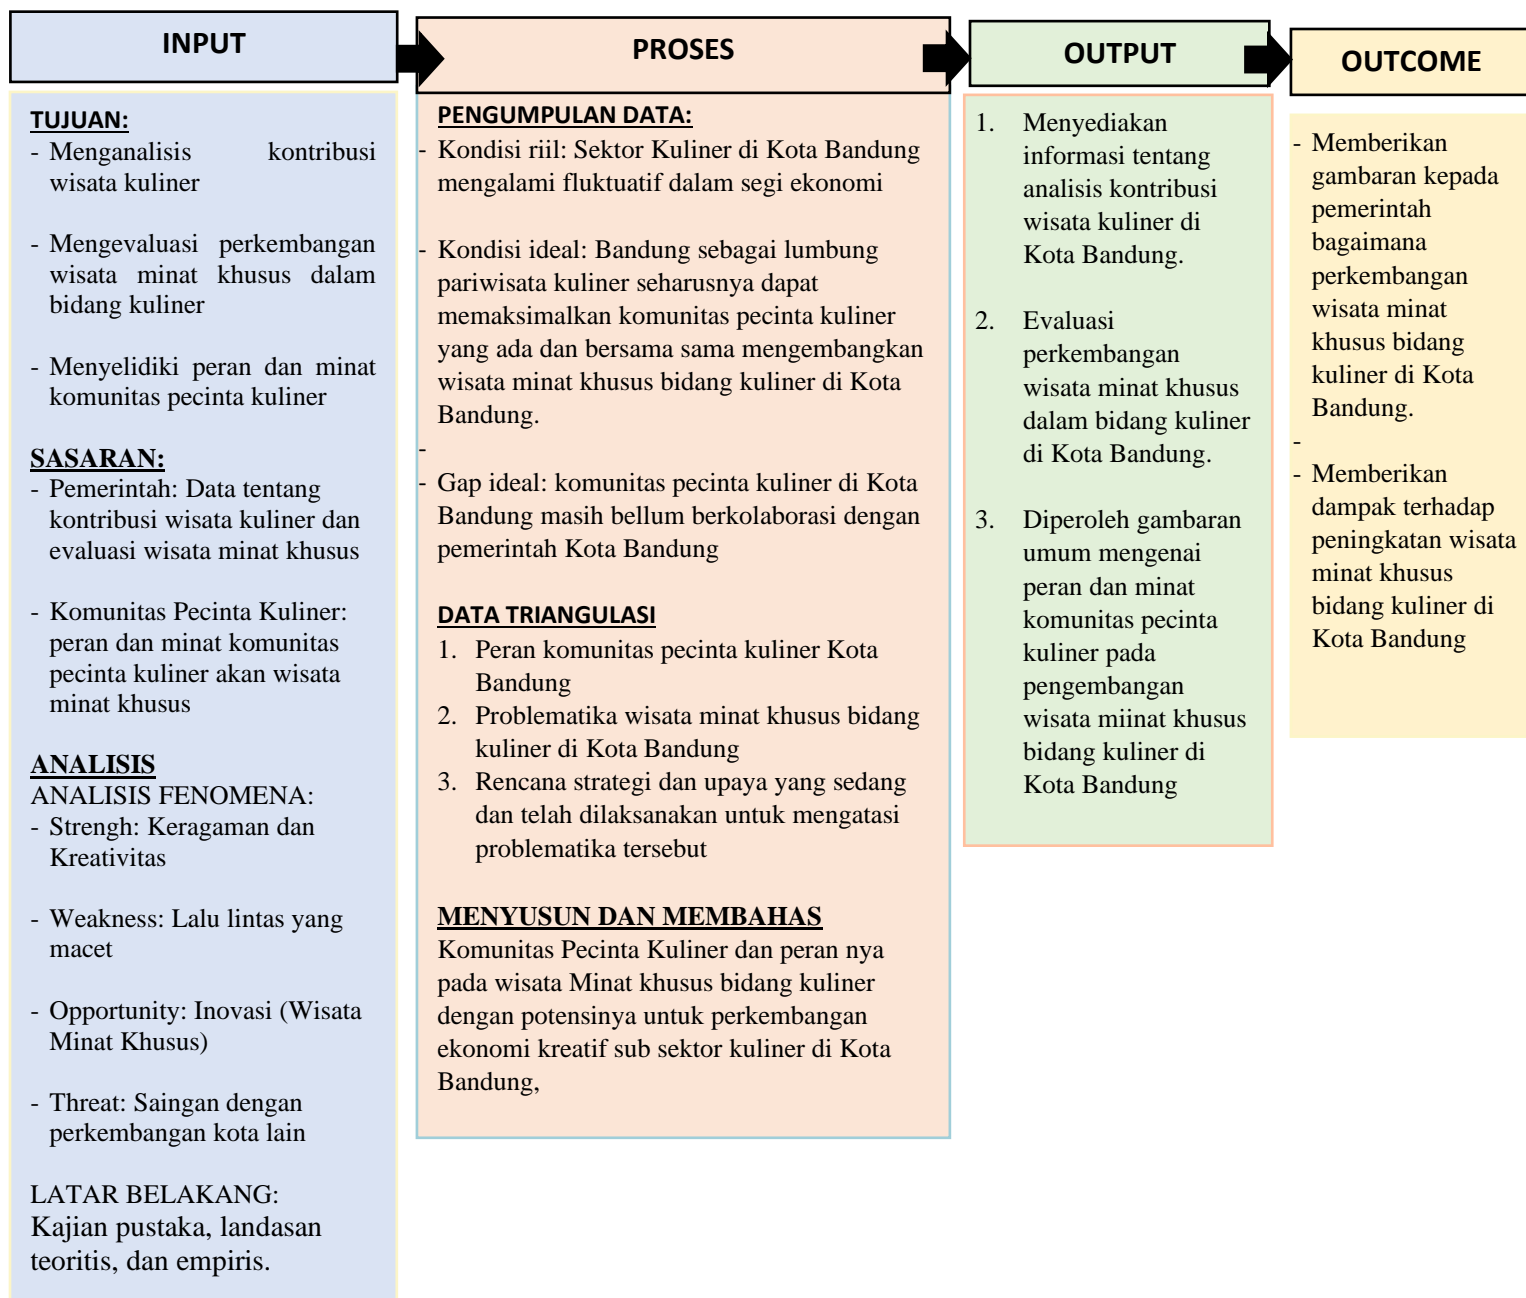 INPUT
TUJUAN:
- Menganalisis kontribusi
wisata kuliner
- Mengevaluasi perkembangan
wisata minat khusus dalam
bidang kuliner
- Menyelidiki peran dan minat
komunitas pecinta kuliner
SASARAN:
- Pemerintah: Data tentang
kontribusi wisata kuliner dan
evaluasi wisata minat khusus
- Komunitas Pecinta Kuliner:
peran dan minat komunitas
pecinta kuliner akan wisata
minat khusus
ANALISIS
ANALISIS FENOMENA:
- Strengh: Keragaman dan
Kreativitas
- Weakness: Lalu lintas yang
macet
- Opportunity: Inovasi (Wisata
Minat Khusus)
- Threat: Saingan dengan
perkembangan kota lain
LATAR BELAKANG:
Kajian pustaka, landasan
teoritis, dan empiris.
PROSES
PENGUMPULAN DATA:
- Kondisi riil: Sektor Kuliner di Kota Bandung
mengalami fluktuatif dalam segi ekonomi
- Kondisi ideal: Bandung sebagai lumbung
pariwisata kuliner seharusnya dapat
memaksimalkan komunitas pecinta kuliner
yang ada dan bersama sama mengembangkan
wisata minat khusus bidang kuliner di Kota
Bandung.
-
- Gap ideal: komunitas pecinta kuliner di Kota
Bandung masih bellum berkolaborasi dengan
pemerintah Kota Bandung
DATA TRIANGULASI
1. Peran komunitas pecinta kuliner Kota
Bandung
2. Problematika wisata minat khusus bidang
kuliner di Kota Bandung
3. Rencana strategi dan upaya yang sedang
dan telah dilaksanakan untuk mengatasi
problematika tersebut
MENYUSUN DAN MEMBAHAS
Komunitas Pecinta Kuliner dan peran nya
pada wisata Minat khusus bidang kuliner
dengan potensinya untuk perkembangan
ekonomi kreatif sub sektor kuliner di Kota
Bandung,
OUTPUT
1. Menyediakan
informasi tentang
analisis kontribusi
wisata kuliner di
Kota Bandung.
2. Evaluasi
perkembangan
wisata minat khusus
dalam bidang kuliner
di Kota Bandung.
3. Diperoleh gambaran
umum mengenai
peran dan minat
komunitas pecinta
kuliner pada
pengembangan
wisata miinat khusus
bidang kuliner di
Kota Bandung
OUTCOME
- Memberikan
gambaran kepada
pemerintah
bagaimana
perkembangan
wisata minat
khusus bidang
kuliner di Kota
Bandung.
-
- Memberikan
dampak terhadap
peningkatan wisata
minat khusus
bidang kuliner di
Kota Bandung